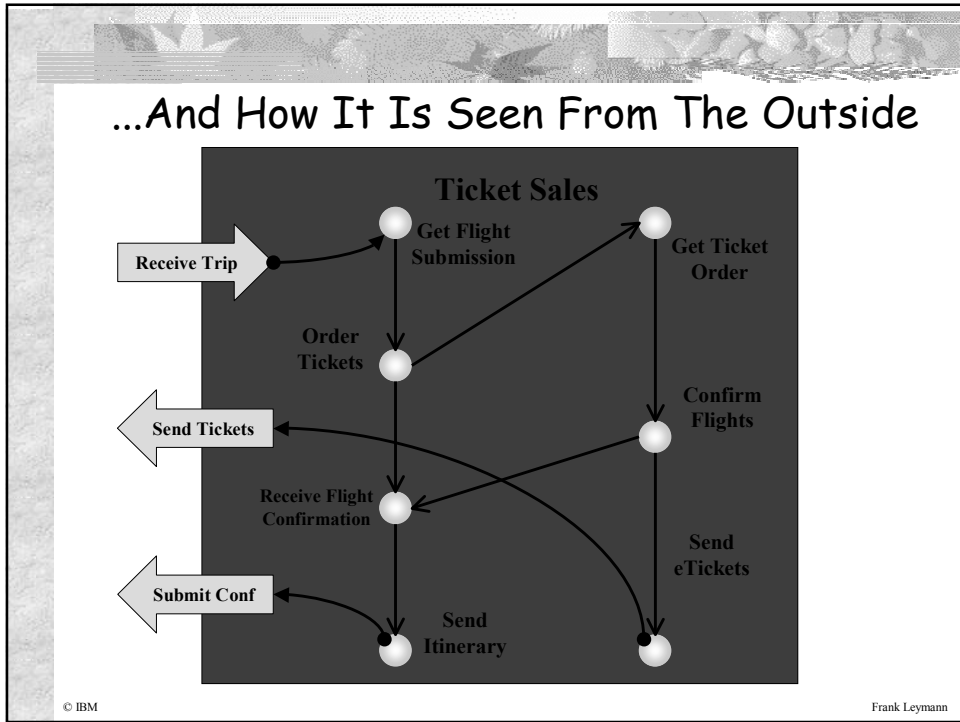 ...And How It Is Seen From The Outside
Ticket Sales
Get Flight
Submission
Get Ticket
Order
Receive Trip
Order
Tickets
Confirm
Flights
Send Tickets
Receive Flight
Confirmation
Send
eTickets
Submit Conf
Send
Itinerary
© IBM
Frank Leymann